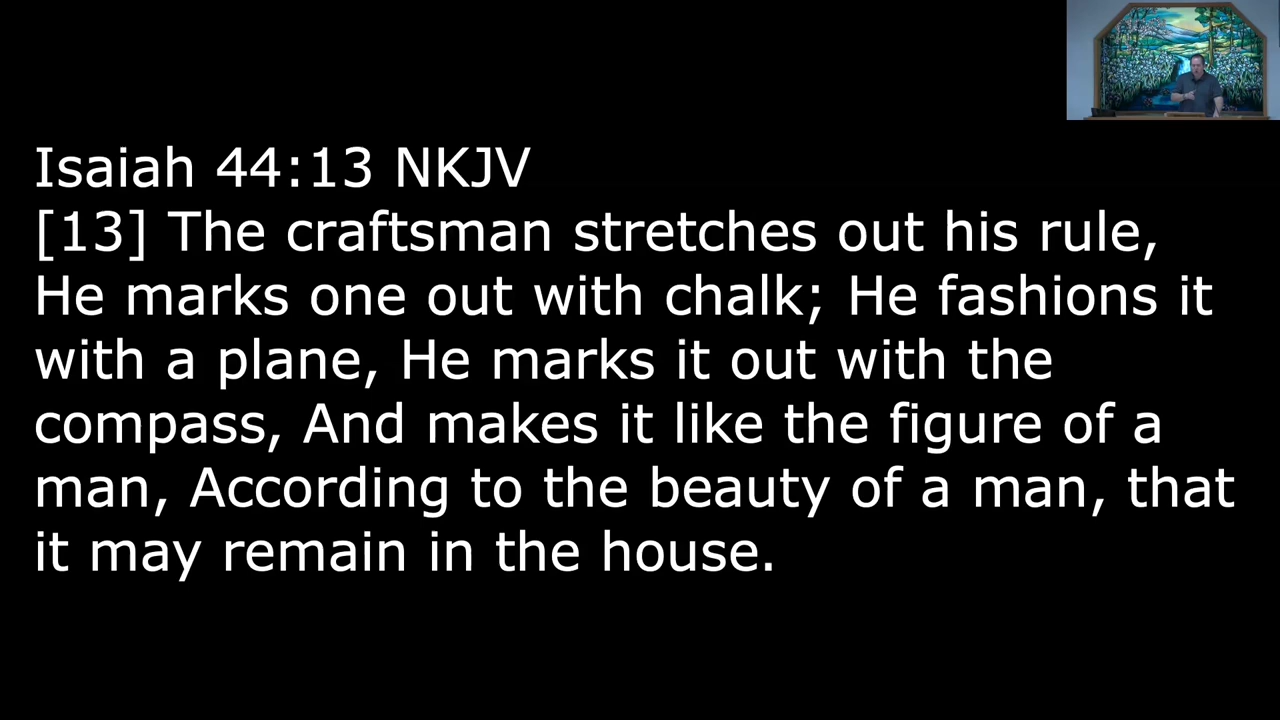 Isaiah 44:13 NKJV
[13] The craftsman stretches out his rule,
He marks one out with chalk; He fashions it
with a plane, He marks it out with the
compass, And makes it like the figure of a
man, According to the beauty of a man, that
it may remain in the house.